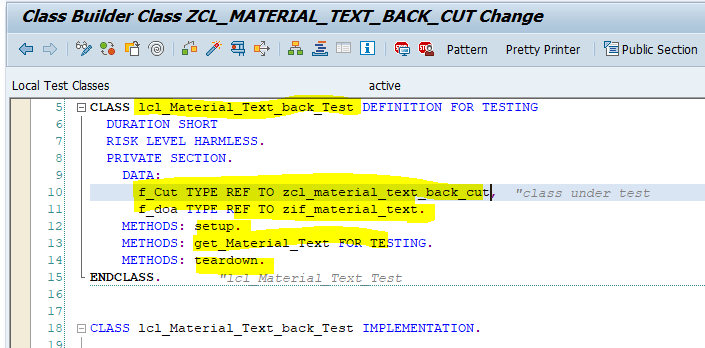 Class Builder Class ZCL_MATERIAL_TEXT_BACK_CUT Change
Pattern Pretty Printer Public Section
Local Test Classes active
5 CLASS lcl_Material_Text_back_Test DEFINITION FOR TESTING
6 DURATION SHORT
7 RISK LEVEL HARMLESS.
8 PRIVATE SECTION.
9 DATA:
10 f_Cut TYPE REF TO zcl_material_text_back_cut, "class under test
11 f_doa TYPE REF TO zif_material_text.
12 METHODS: setup.
13 METHODS: get_Material_Text FOR TESTING.
14 METHODS: teardown.
15 ENDCLASS. "lcl_Material_Text_Test
16
17
18 CLASS lcl_Material_Text_back_Test IMPLEMENTATION.
19